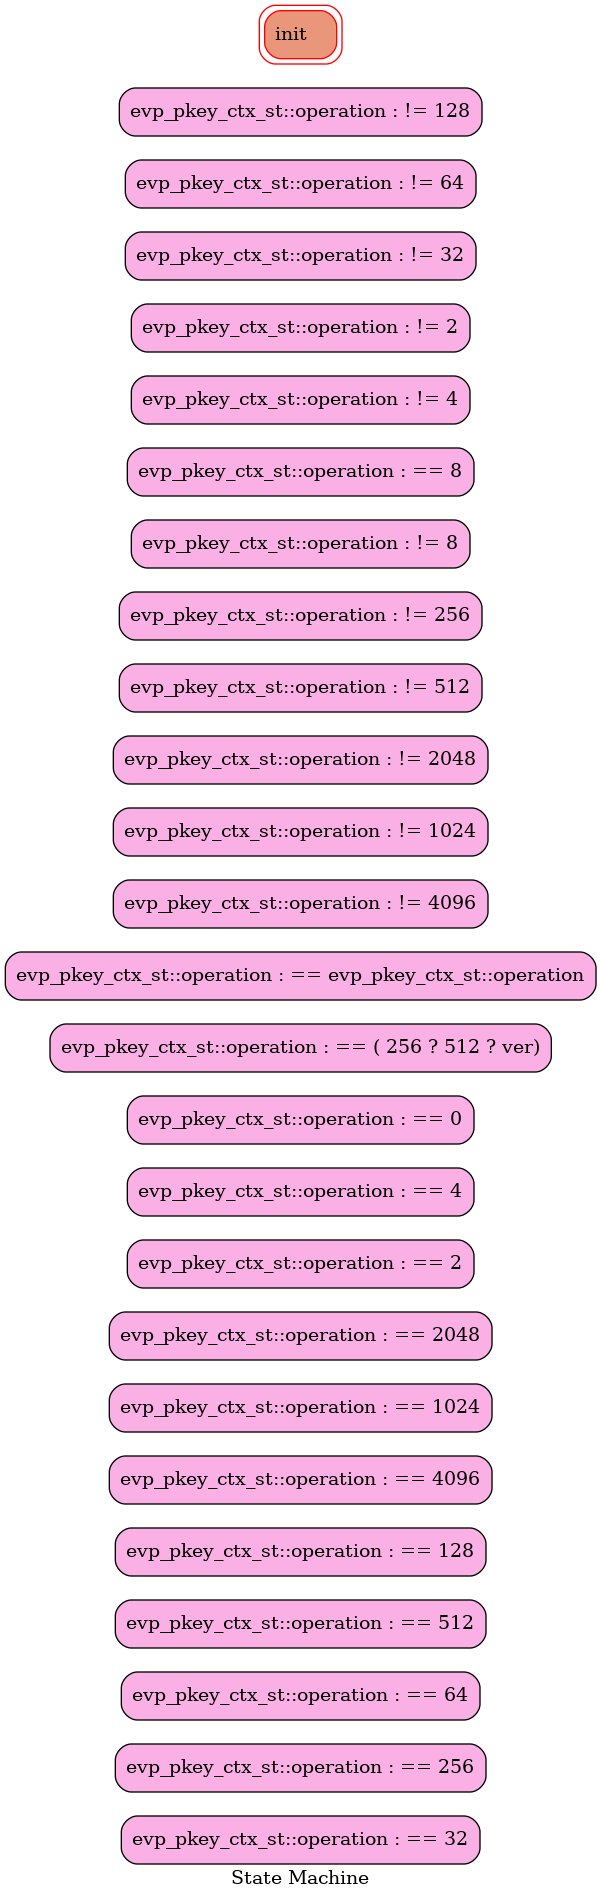 init
evp_pkey_ctx_st::operation : != 128
evp_pkey_ctx_st::operation : != 64
evp_pkey_ctx_st::operation : != 32
evp_pkey_ctx_st::operation : != 2
evp_pkey_ctx_st::operation : != 4
evp_pkey_ctx_st::operation : == 8
evp_pkey_ctx_st::operation : != 8
evp_pkey_ctx_st::operation : != 256
evp_pkey_ctx_st::operation : != 512
evp_pkey_ctx_st::operation : != 2048
evp_pkey_ctx_st::operation : != 1024
evp_pkey_ctx_st::operation : != 4096
evp_pkey_ctx_st::operation : == evp_pkey_ctx_st::operation
evp_pkey_ctx_st::operation : == ( 256 ? 512 ? ver)
evp_pkey_ctx_st::operation : == 0
evp_pkey_ctx_st::operation : == 4
evp_pkey_ctx_st::operation : == 2
evp_pkey_ctx_st::operation : == 2048
evp_pkey_ctx_st::operation : == 1024
evp_pkey_ctx_st::operation : == 4096
evp_pkey_ctx_st::operation : == 128
evp_pkey_ctx_st::operation : == 512
evp_pkey_ctx_st::operation : == 64
evp_pkey_ctx_st::operation : == 256
evp_pkey_ctx_st::operation : == 32
State Machine